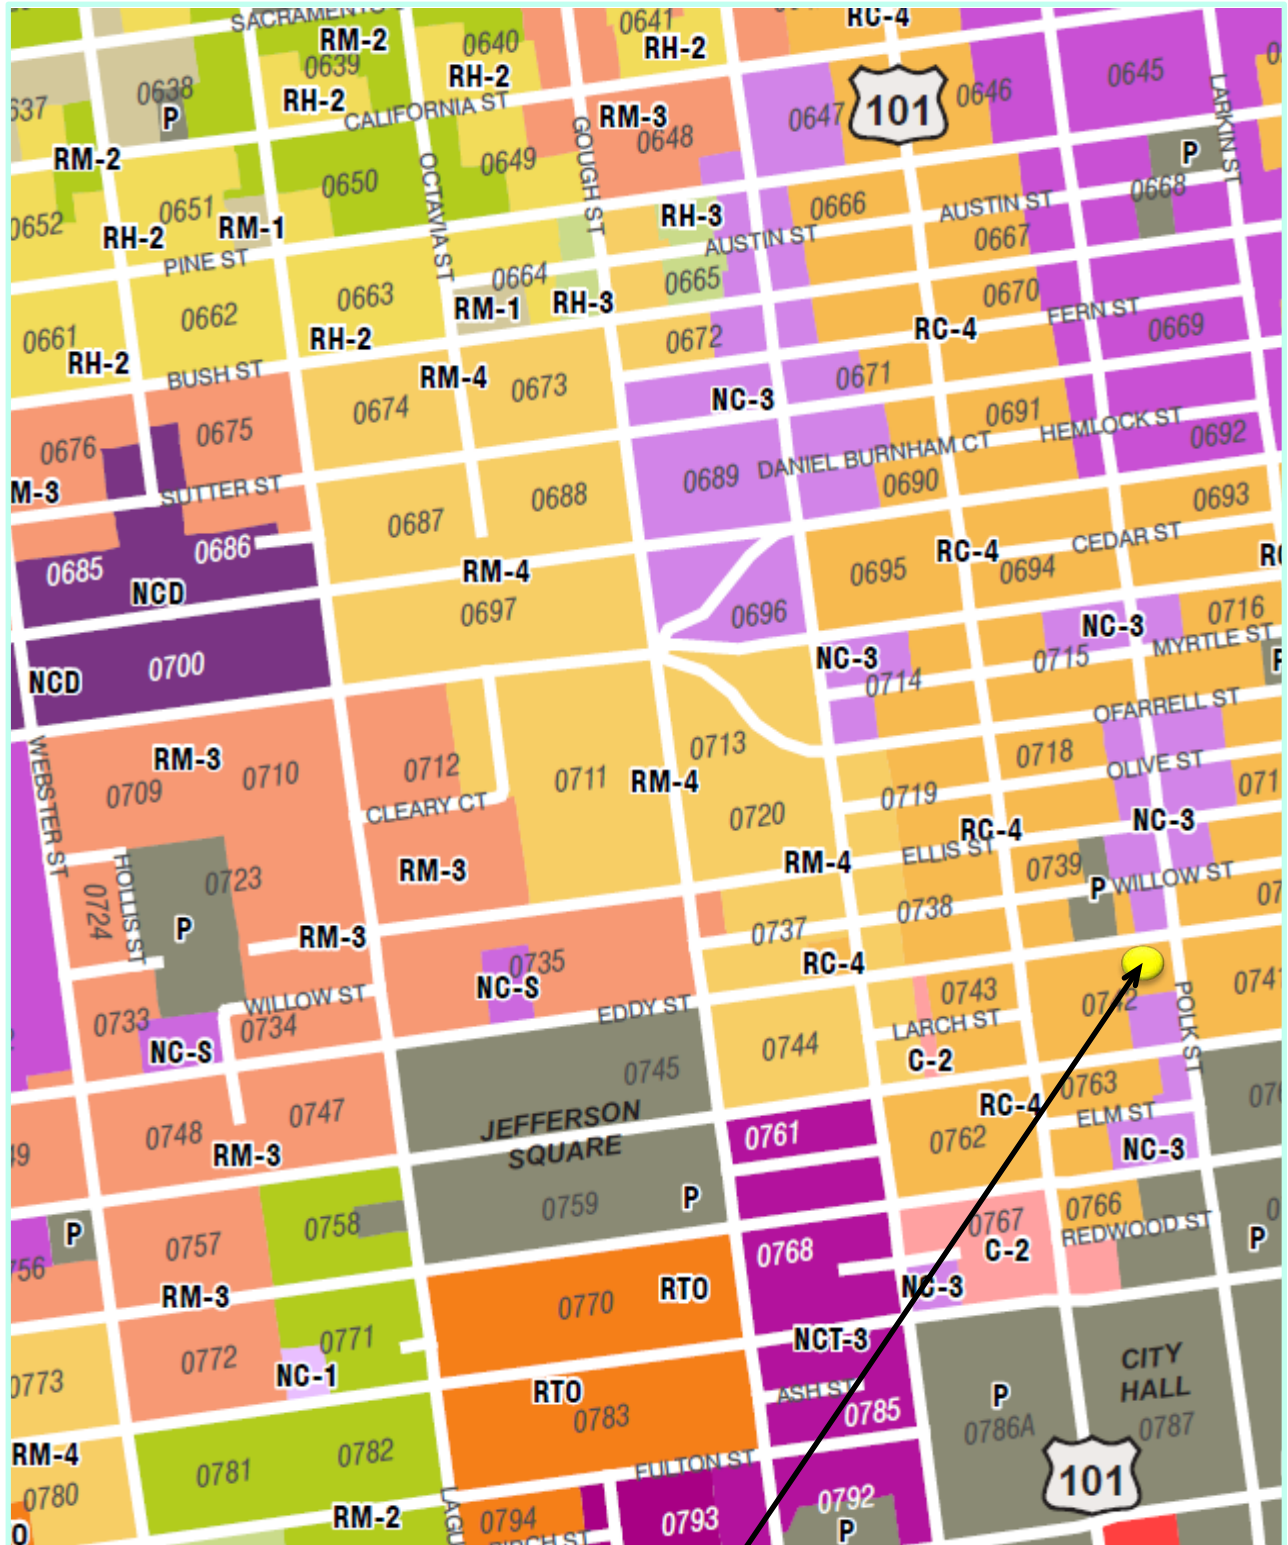 RC-4
0641
SACRAMENTO
RM-2
0640
RH-2
0639
RH-2
0645
0638
RH-2
101
0646
LARKIN ST
P
CALIFORNIA ST
RM-3
0647
0648
GOUGH ST
RM-2
0649
P
0650
OCTAVIA ST
0668
0651
0666
AUSTIN ST
0652
RH-2
RM-1
RH-3
AUSTIN ST
0667
PINE ST
0664
0665
0663
RM-1
RH-3
0670
0662
FERN ST
0661
RH-2
0672
RC-4
0669
RH-2
BUSH ST
RM-4
0673
0671
0674
NC-3
0691
HEMLOCK ST
0675
0692
0676
DANIEL BURNHAM CT
0689
0690
SUTTER ST
0688
0693
0687
0686
RC-4
CEDAR ST
0685
RM-4
0695
0694
NCD
0697
0696
NC-3
0716
MYRTLE ST
0700
NC-3
0715
NCD
0714
OFARRELL ST
WEBSTER ST
RM-3
0713
0718
0709
0710
0712
0711
RM-4
OLIVE ST
0719
CLEARY CT
0720
RC-4
NC-3
HOLLIS ST
RM-3
RM-4
ELLIS ST
0739
0723
P
WILLOW ST
0724
P
0738
RM-3
0737
0735
RC-4
NC-S
0743
0742
POLK ST
0741
WILLOW ST
EDDY ST
0733
0734
LARCH ST
NC-S
0744
C-2
0745
0763
RC-4
ELM ST
JEFFERSON
SQUARE
0747
0748
0761
0762
NC-3
RM-3
P
0759
0766
0758
0767
REDWOOD ST
P
P
0757
0768
C-2
NC-3
RM-3
RTO
0770
0771
NCT-3
0772
CITY
HALL
NC-1
0773
RTO
ASH ST
P
0783
0785
0786A
0787
RM-4
0782
0781
FULTON ST
101
0780
LAGU
0792
RM-2
0794
0793
P